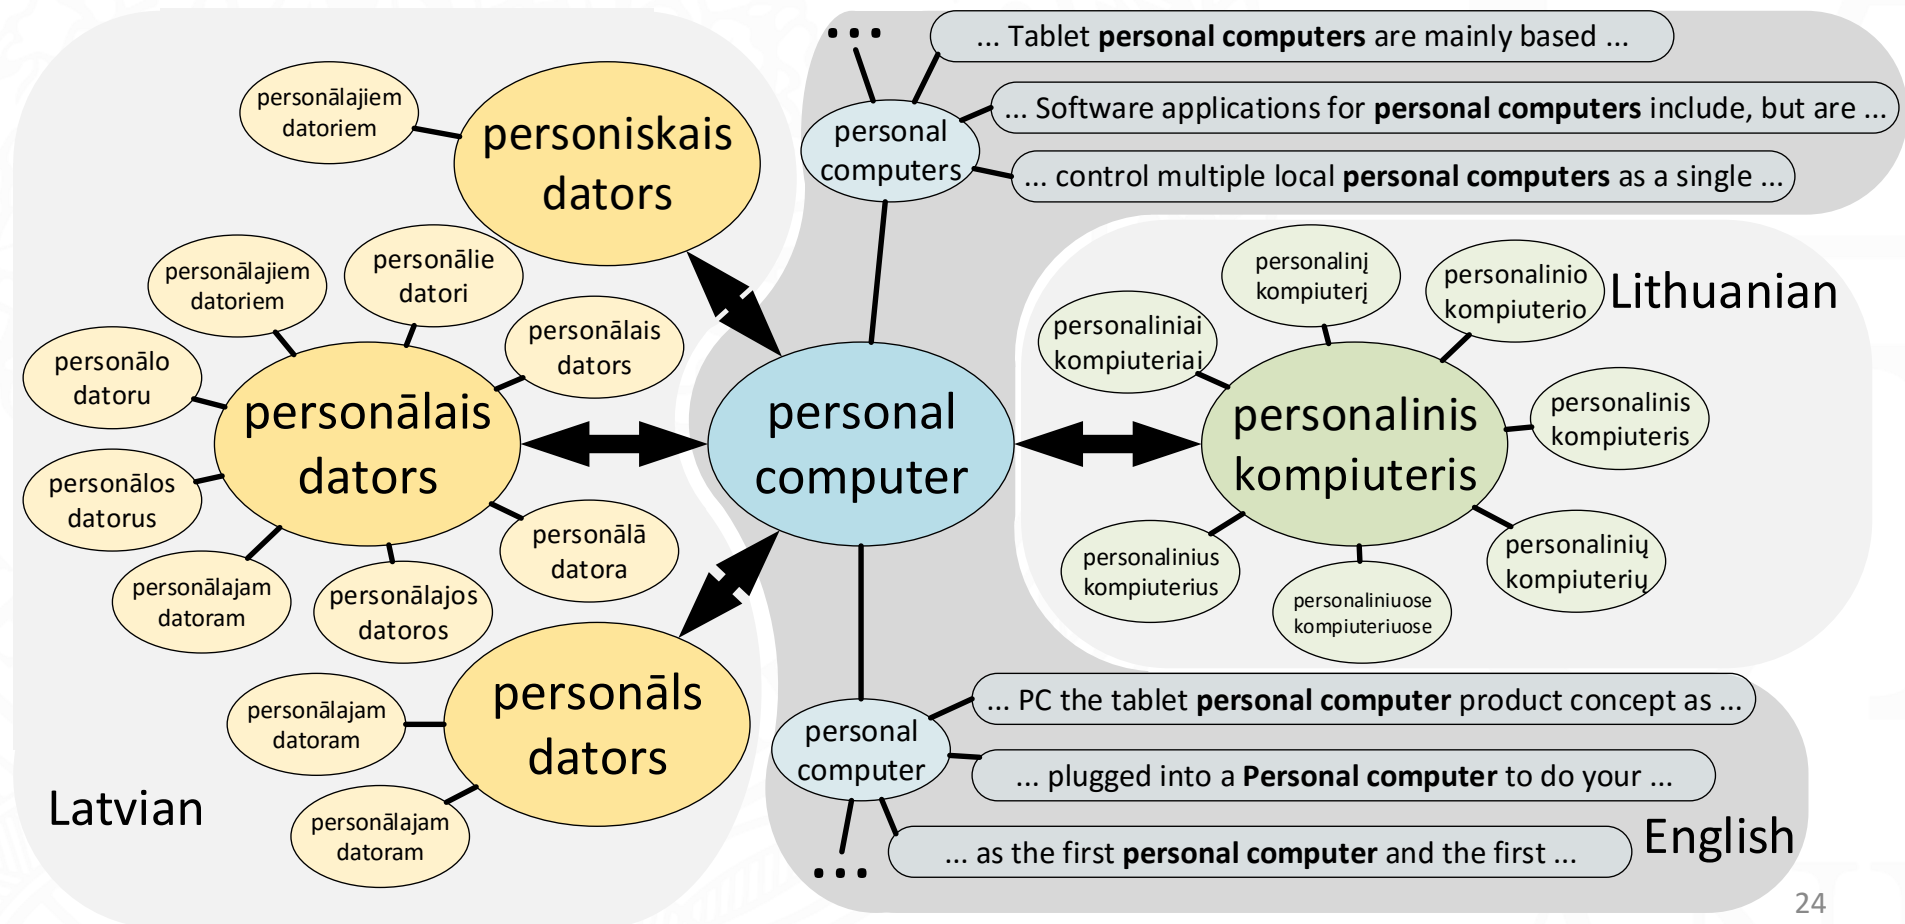 personālajiem
datoriem
personiskais
dators
personālajiem
datoriem
personālie
datori
personālais
dators
personālo
datoru
personālais
dators
personālos
datorus
personālā
datora
personālajam
datoram
personālajos
datoros
personāls
dators
personālajam
datoram
personālajam
datoram
Latvian
...
... Tablet personal computers are mainly based ...
... Software applications for personal computers include, but are ...
... control multiple local personal computers as a single ...
personal
computers
personal
computer
personal
computer
... PC the tablet personal computer product concept as ...
... plugged into a Personal computer to do your ...
... as the first personal computer and the first ...
...
English
personalinį
kompiuterį
personalinio
kompiuterio
Lithuanian
personaliniai
kompiuteriai
personalinis
kompiuteris
personalinis
kompiuteris
personalinius
kompiuterius
personaliniuose
kompiuteriuose
personalinių
kompiuterių
24